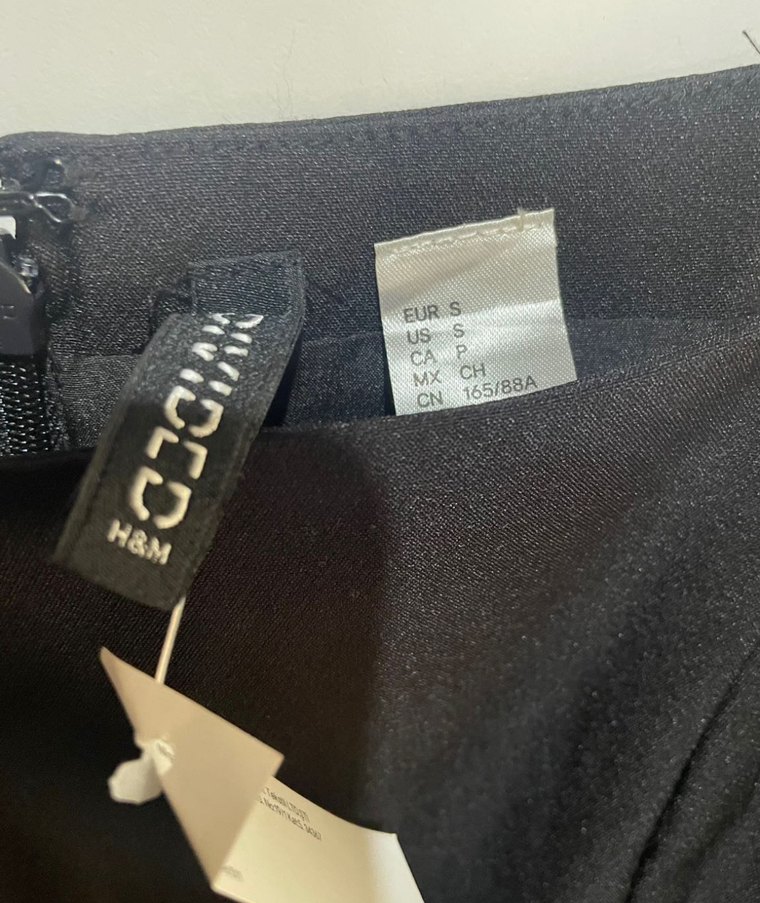 DIVIDED
H&M
EUR S
US S
CA P
MX CH
CN 165/88A